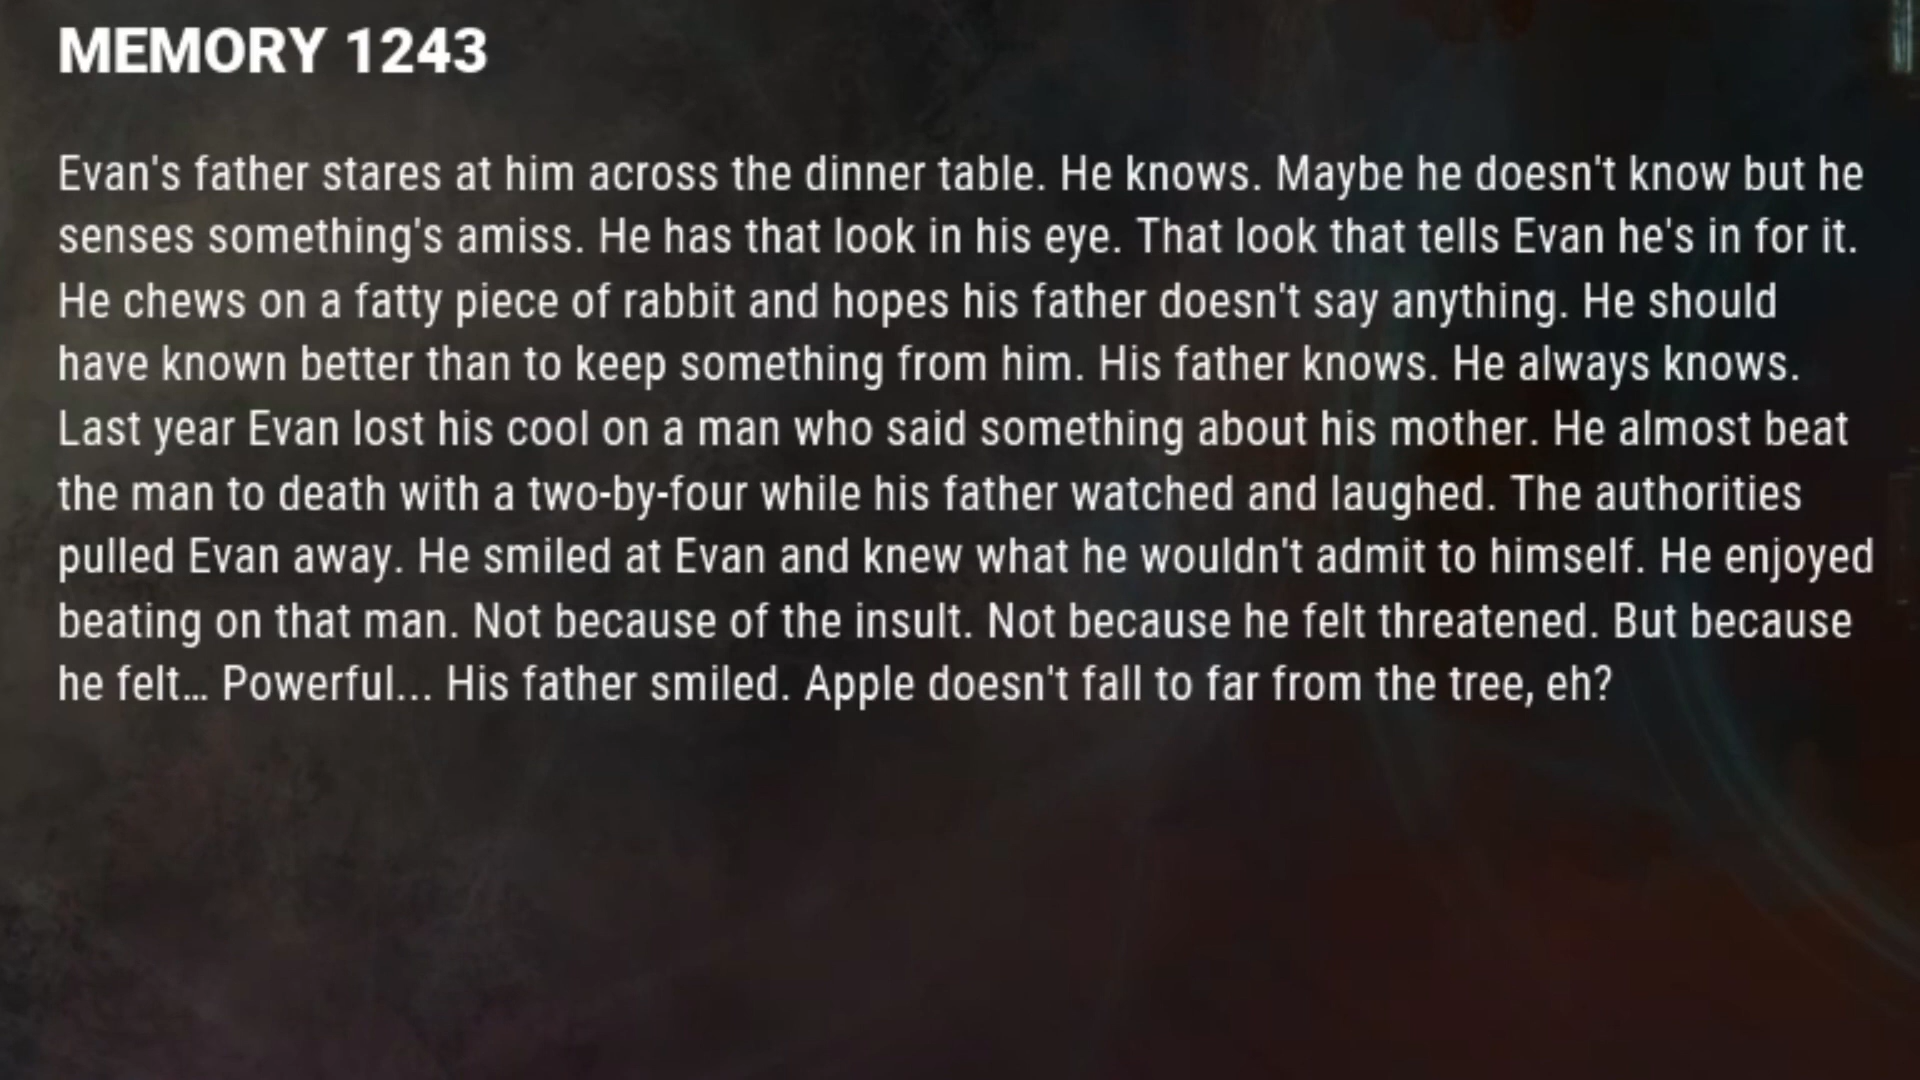 MEMORY 1243
Evan's father stares at him across the dinner table. He knows. Maybe he doesn't know but he
senses something's amiss. He has that look in his eye. That look that tells Evan he's in for it.
He chews on a fatty piece of rabbit and hopes his father doesn't say anything. He should
have known better than to keep something from him. His father knows. He always knows.
Last year Evan lost his cool on a man who said something about his mother. He almost beat
the man to death with a two-by-four while his father watched and laughed. The authorities
pulled Evan away. He smiled at Evan and knew what he wouldn't admit to himself. He enjoyed
beating on that man. Not because of the insult. Not because he felt threatened. But because
he felt… Powerful... His father smiled. Apple doesn't fall to far from the tree, eh?